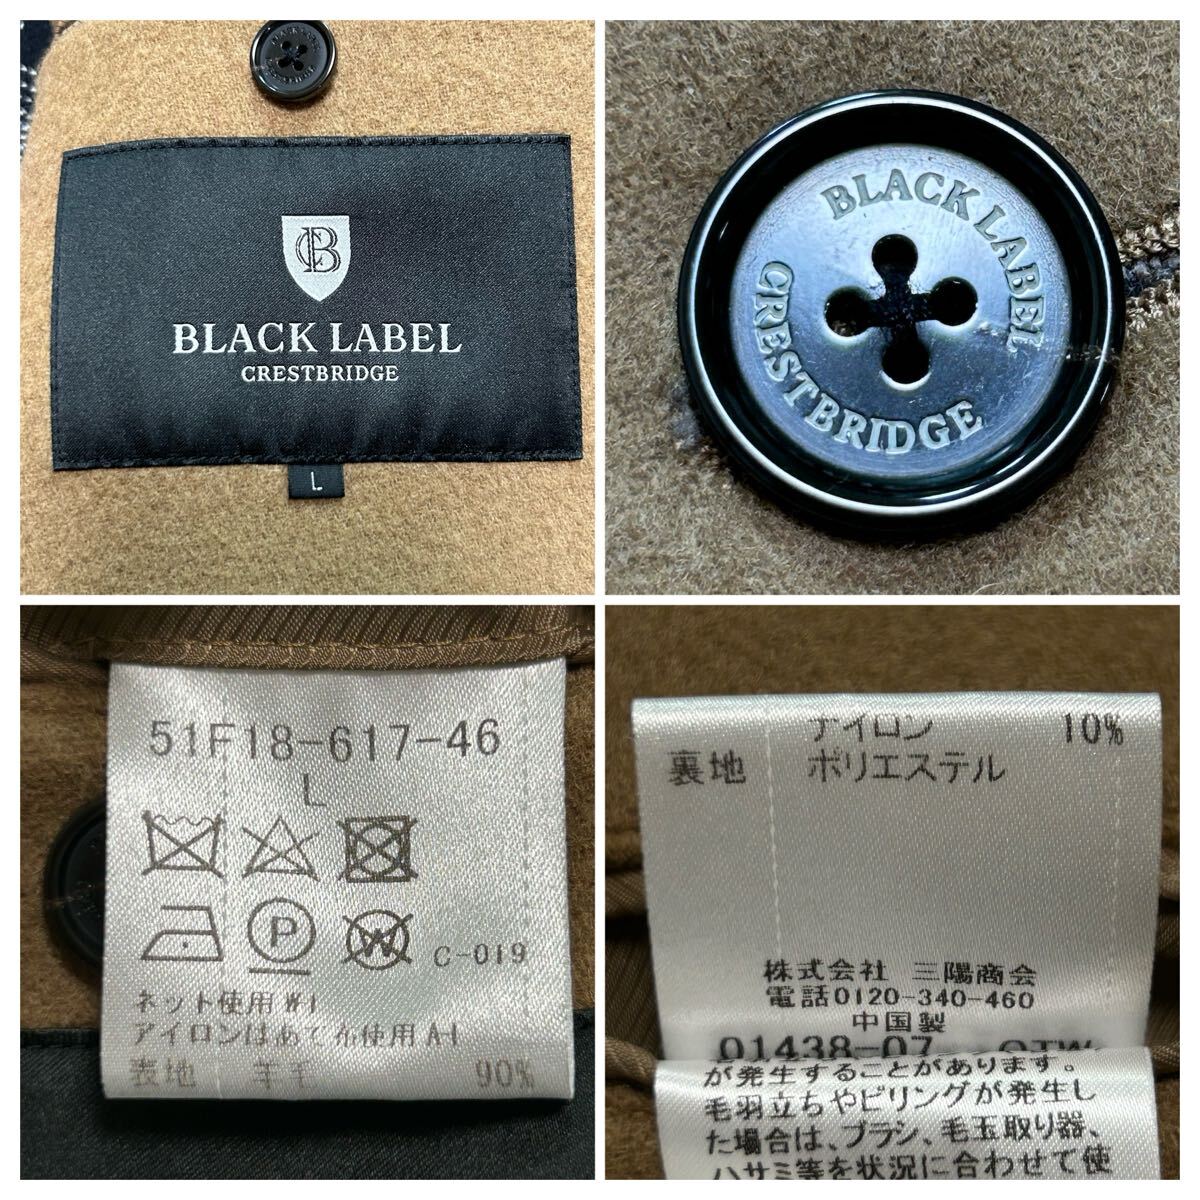 BLACK LABEL
CRESTBRIDGE
L
BLACK LABEL
CRESTBRIDGE
51F18-617-46
L
P
W
C-019
ネット使用 W-1
アイロンはあて布使用 A-1
表地 羊毛 90%
ナイロン 10%
裏地 ポリエステル
株式会社 三陽商会
電話0120-340-460
中国製
01438-07
が発生することがあります。
毛羽立ちやピリングが発生し
た場合は、ブラシ、毛玉取り器、
ハサミ等を状況に合わせて使